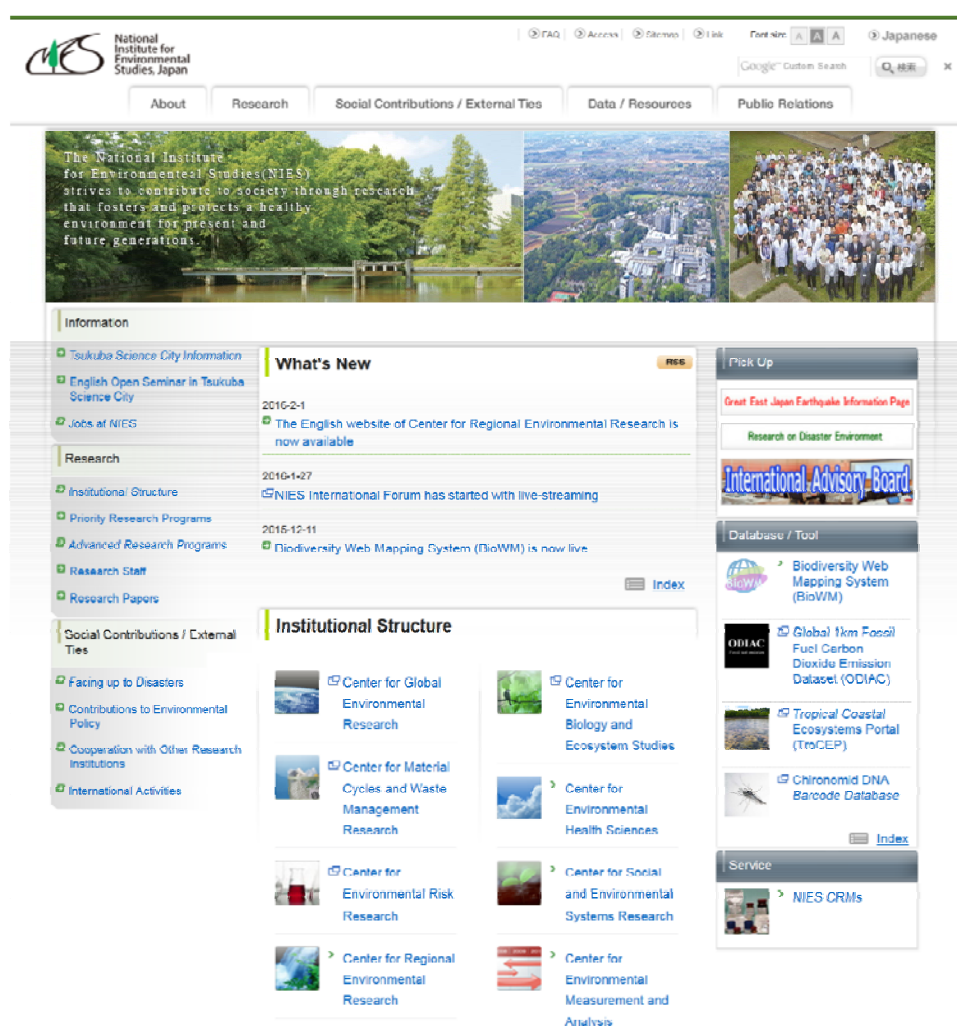 National
Institute for
Environmental
Studies, Japan
FAQ Access Sitemap Link Font size A A A Japanese
Google Custom Search 検索 ×
About Research Social Contributions / External Ties Data / Resources Public Relations
The National Institute
for Environmenteal Studies(NIES)
strives to contribute to society through research
that fosters and protects a healthy
environment for present and
future generations.
Information
Tsukuba Science City Information
English Open Seminar in Tsukuba
Science City
Jobs at NIES
Research
Institutional Structure
Priority Research Programs
Advanced Research Programs
Research Staff
Research Papers
Social Contributions / External
Ties
Facing up to Disasters
Contributions to Environmental
Policy
Cooperation with Other Research
Institutions
International Activities
What's New RSS
2016-2-1
The English website of Center for Regional Environmental Research is
now available
2016-1-27
NIES International Forum has started with live-streaming
2015-12-11
Biodiversity Web Mapping System (BioWM) is now live
Index
Institutional Structure
Center for Global
Environmental
Research
Center for
Environmental
Biology and
Ecosystem Studies
Center for Material
Cycles and Waste
Management
Research
Center for
Environmental
Health Sciences
Center for
Environmental Risk
Research
Center for Social
and Environmental
Systems Research
Center for Regional
Environmental
Research
Center for
Environmental
Measurement and
Analysis
Pick Up
Great East Japan Earthquake Information Page
Research on Disaster Environment
International Advisory Board
Database / Tool
BioWM
Biodiversity Web
Mapping System
(BioWM)
ODIAC
Global 1km Fossil
Fuel Carbon
Dioxide Emission
Dataset (ODIAC)
Tropical Coastal
Ecosystems Portal
(TroCEP)
Chironomid DNA
Barcode Database
Index
Service
NIES CRMs